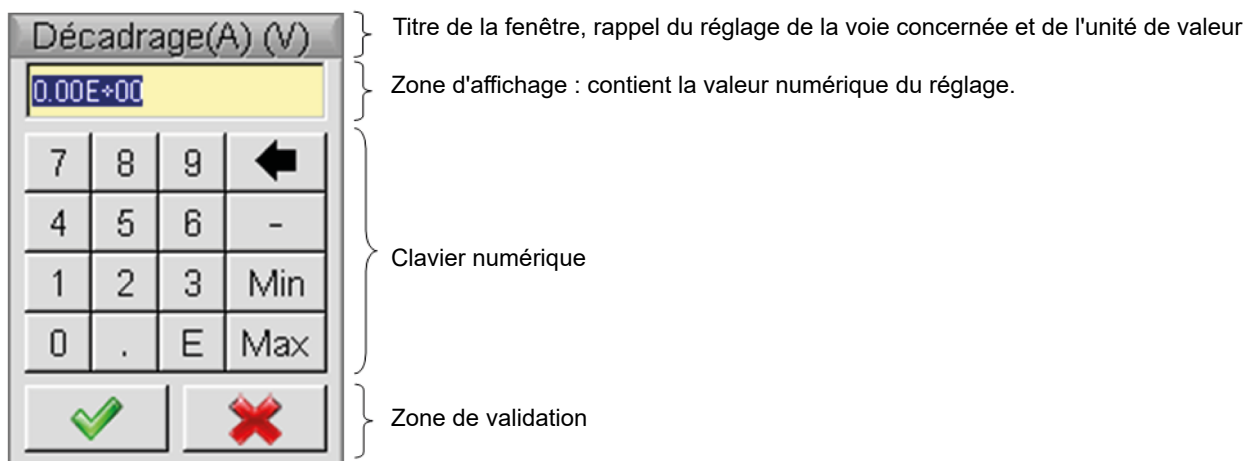 Décadrage(A) (V)
Titre de la fenêtre, rappel du réglage de la voie concernée et de l'unité de valeur
0.00E+00
Zone d'affichage : contient la valeur numérique du réglage.
7 8 9
4 5 6 -
Clavier numérique
1 2 3 Min
0 . E Max
Zone de validation